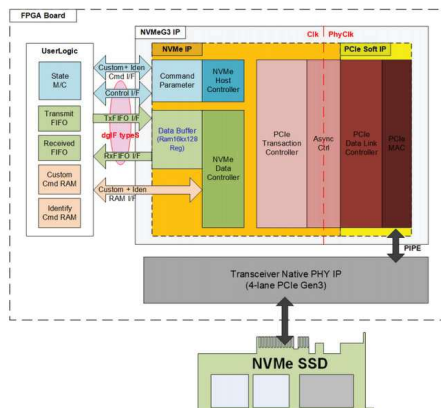 FPGA Board
NVMeG3 IP
UserLogic
NVMe IP
Clk
PhyClk
PCIe Soft IP
State
M/C
Custom+ Iden
Cmd I/F
Control I/F
Command
Parameter
NVMe
Host
Controller
Transmit
FIFO
TxFIFO I/F
dgIF typeS
Received
FIFO
RxFIFO I/F
Data Buffer
(Ram16kx128
Reg)
NVMe
Data
Controller
PCIe
Transaction
Controller
Async
Ctrl
PCIe
Data Link
Controller
PCIe
MAC
Custom
Cmd RAM
Custom + Iden
RAM I/F
Identify
Cmd RAM
PIPE
Transceiver Native PHY IP
(4-lane PCIe Gen3)
NVMe SSD